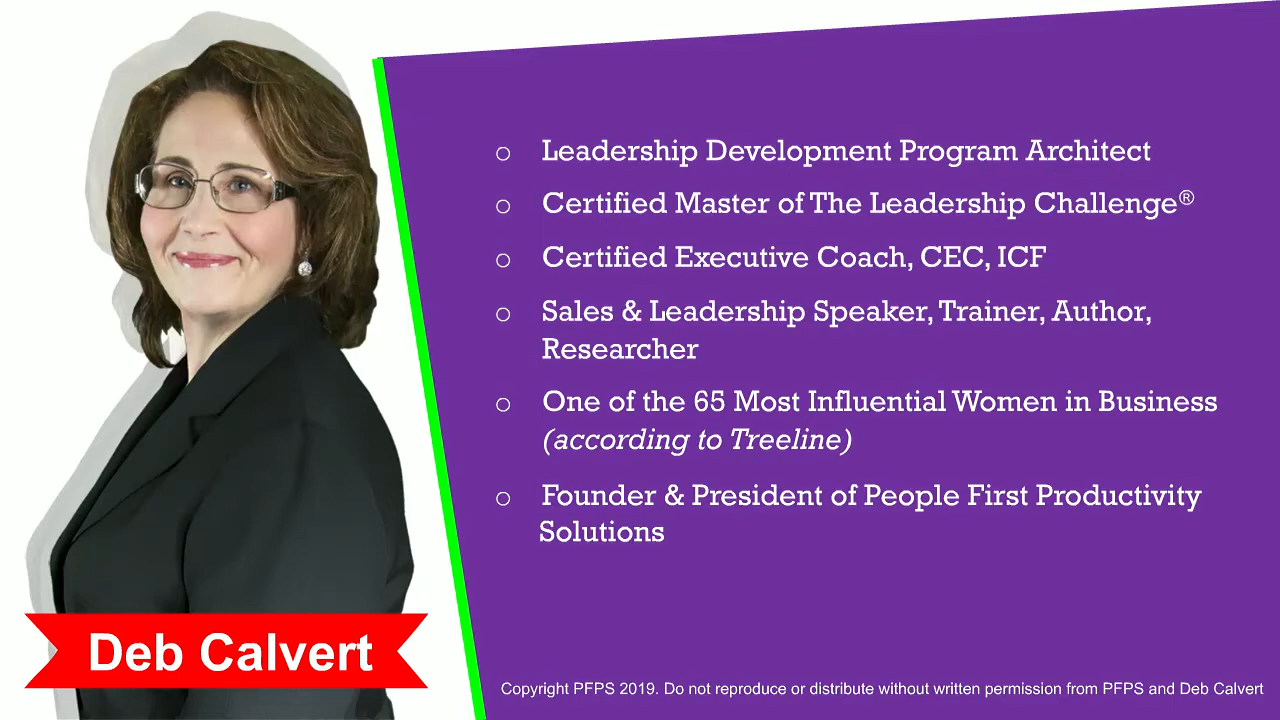 Leadership Development Program Architect
Certified Master of The Leadership Challenge®
Certified Executive Coach, CEC, ICF
Sales & Leadership Speaker, Trainer, Author,
Researcher
One of the 65 Most Influential Women in Business
(according to Treeline)
Founder & President of People First Productivity
Solutions
Deb Calvert
Copyright PFPS 2019. Do not reproduce or distribute without written permission from PFPS and Deb Calvert